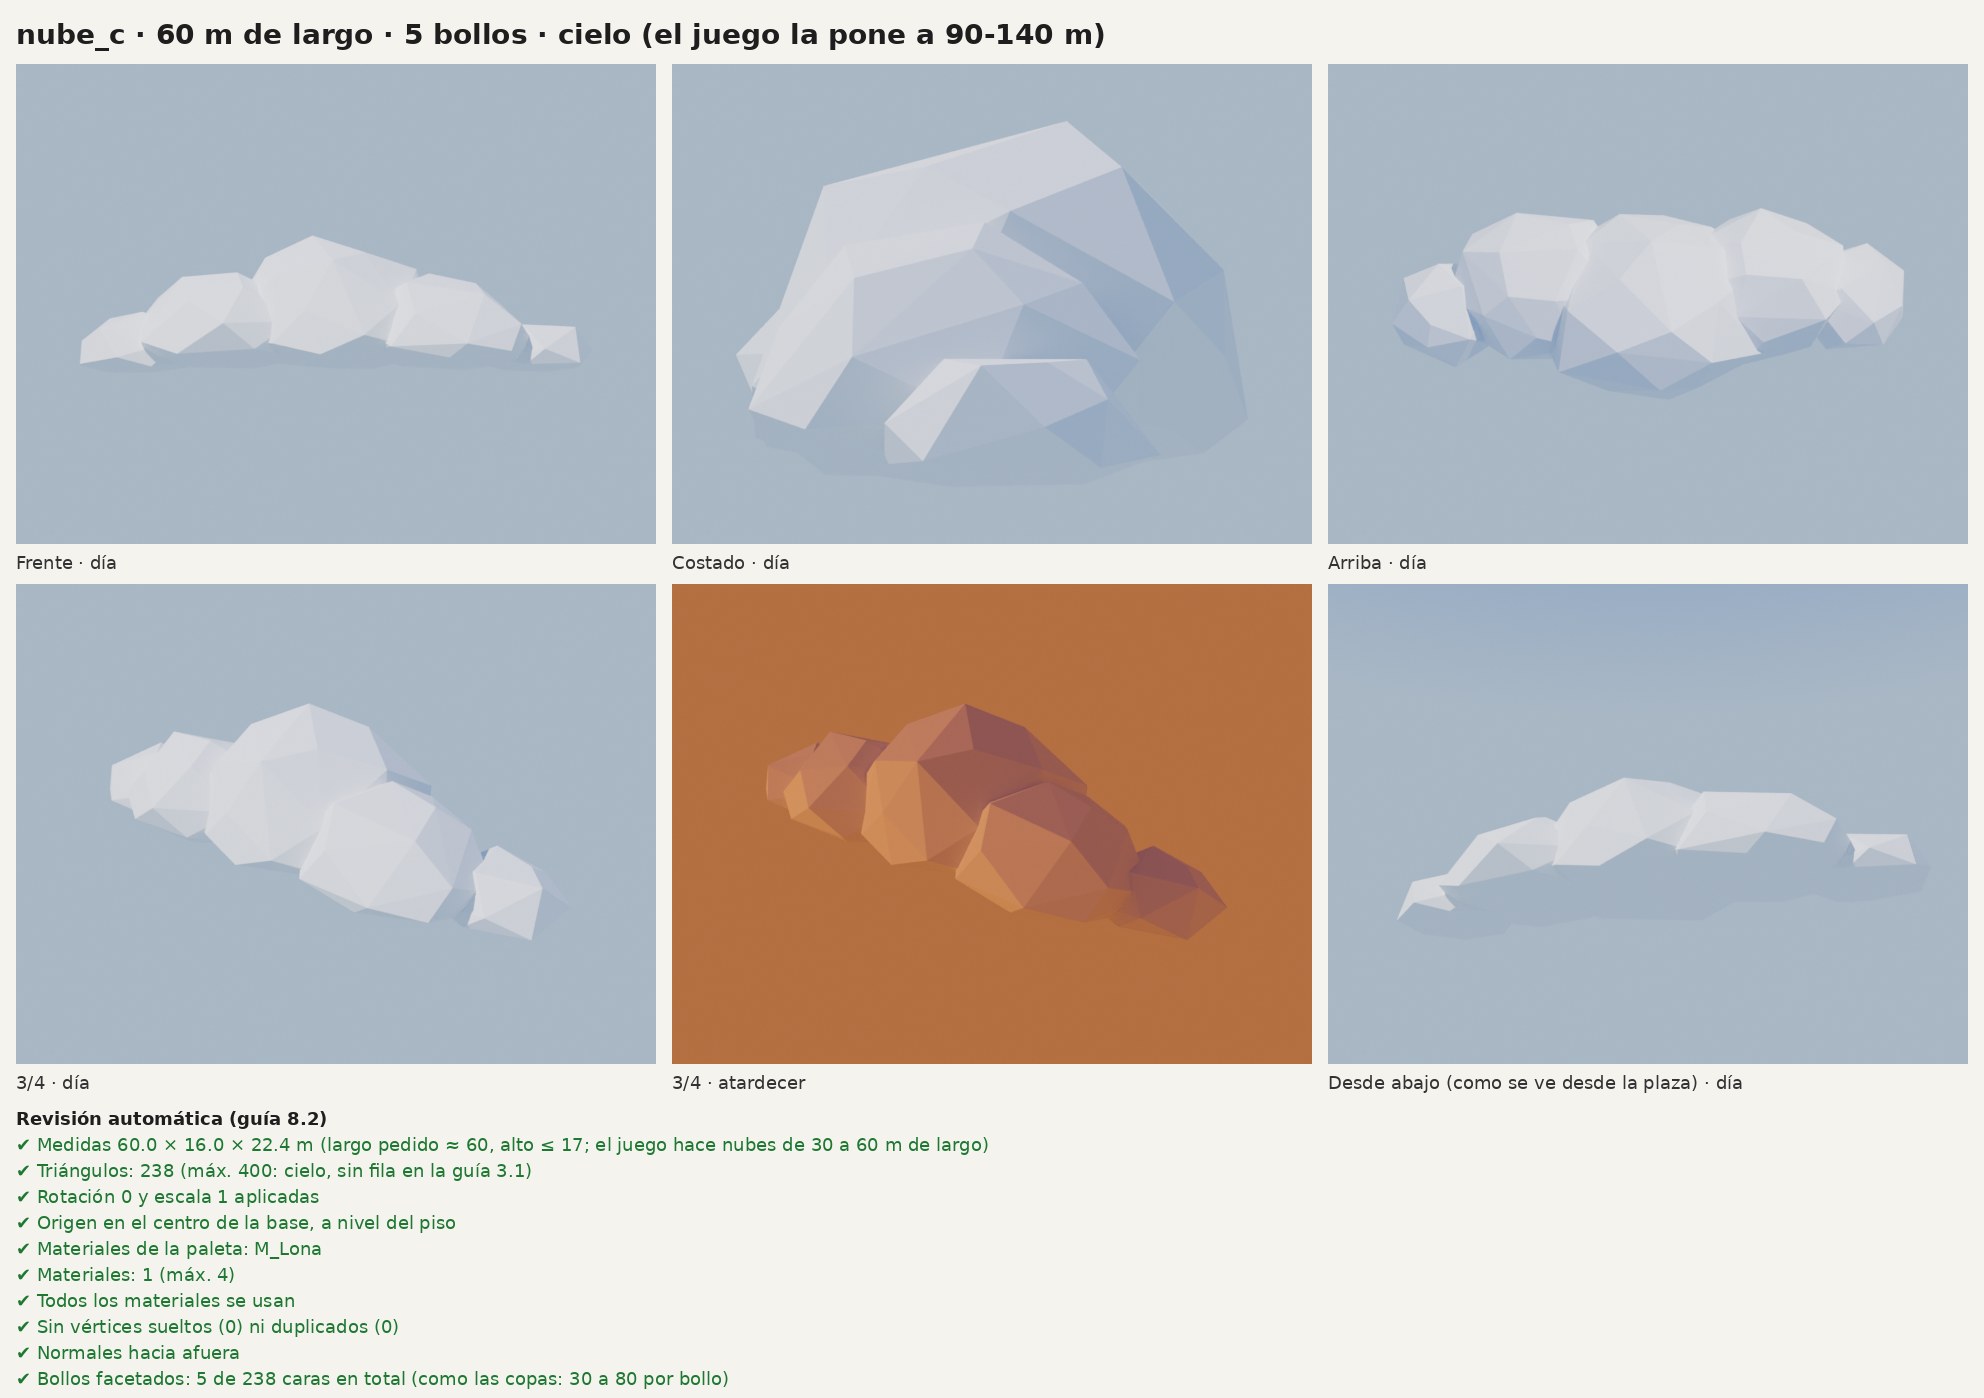 nube_c · 60 m de largo · 5 bollos · cielo (el juego la pone a 90-140 m)
Frente · día
Costado · día
Arriba · día
3/4 · día
3/4 · atardecer
Desde abajo (como se ve desde la plaza) · día
Revisión automática (guía 8.2)
✔ Medidas 60.0 × 16.0 × 22.4 m (largo pedido ≈ 60, alto ≤ 17; el juego hace nubes de 30 a 60 m de largo)
✔ Triángulos: 238 (máx. 400: cielo, sin fila en la guía 3.1)
✔ Rotación 0 y escala 1 aplicadas
✔ Origen en el centro de la base, a nivel del piso
✔ Materiales de la paleta: M_Lona
✔ Materiales: 1 (máx. 4)
✔ Todos los materiales se usan
✔ Sin vértices sueltos (0) ni duplicados (0)
✔ Normales hacia afuera
✔ Bollos facetados: 5 de 238 caras en total (como las copas: 30 a 80 por bollo)